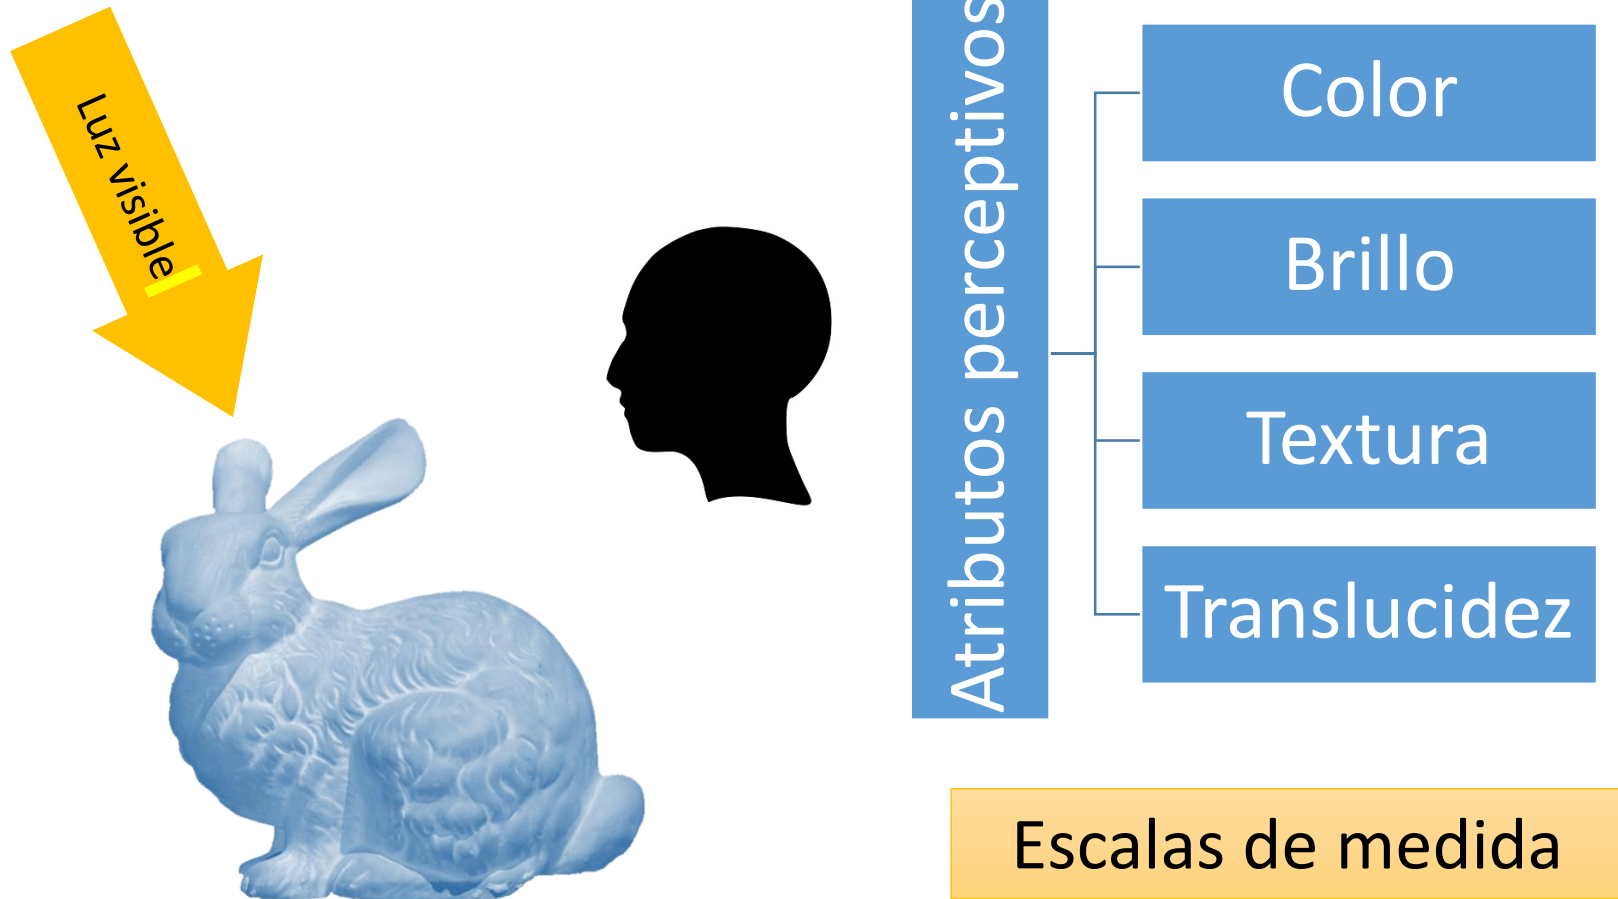 Luz visible
Atributos perceptivos
Color
Brillo
Textura
Translucidez
Escalas de medida